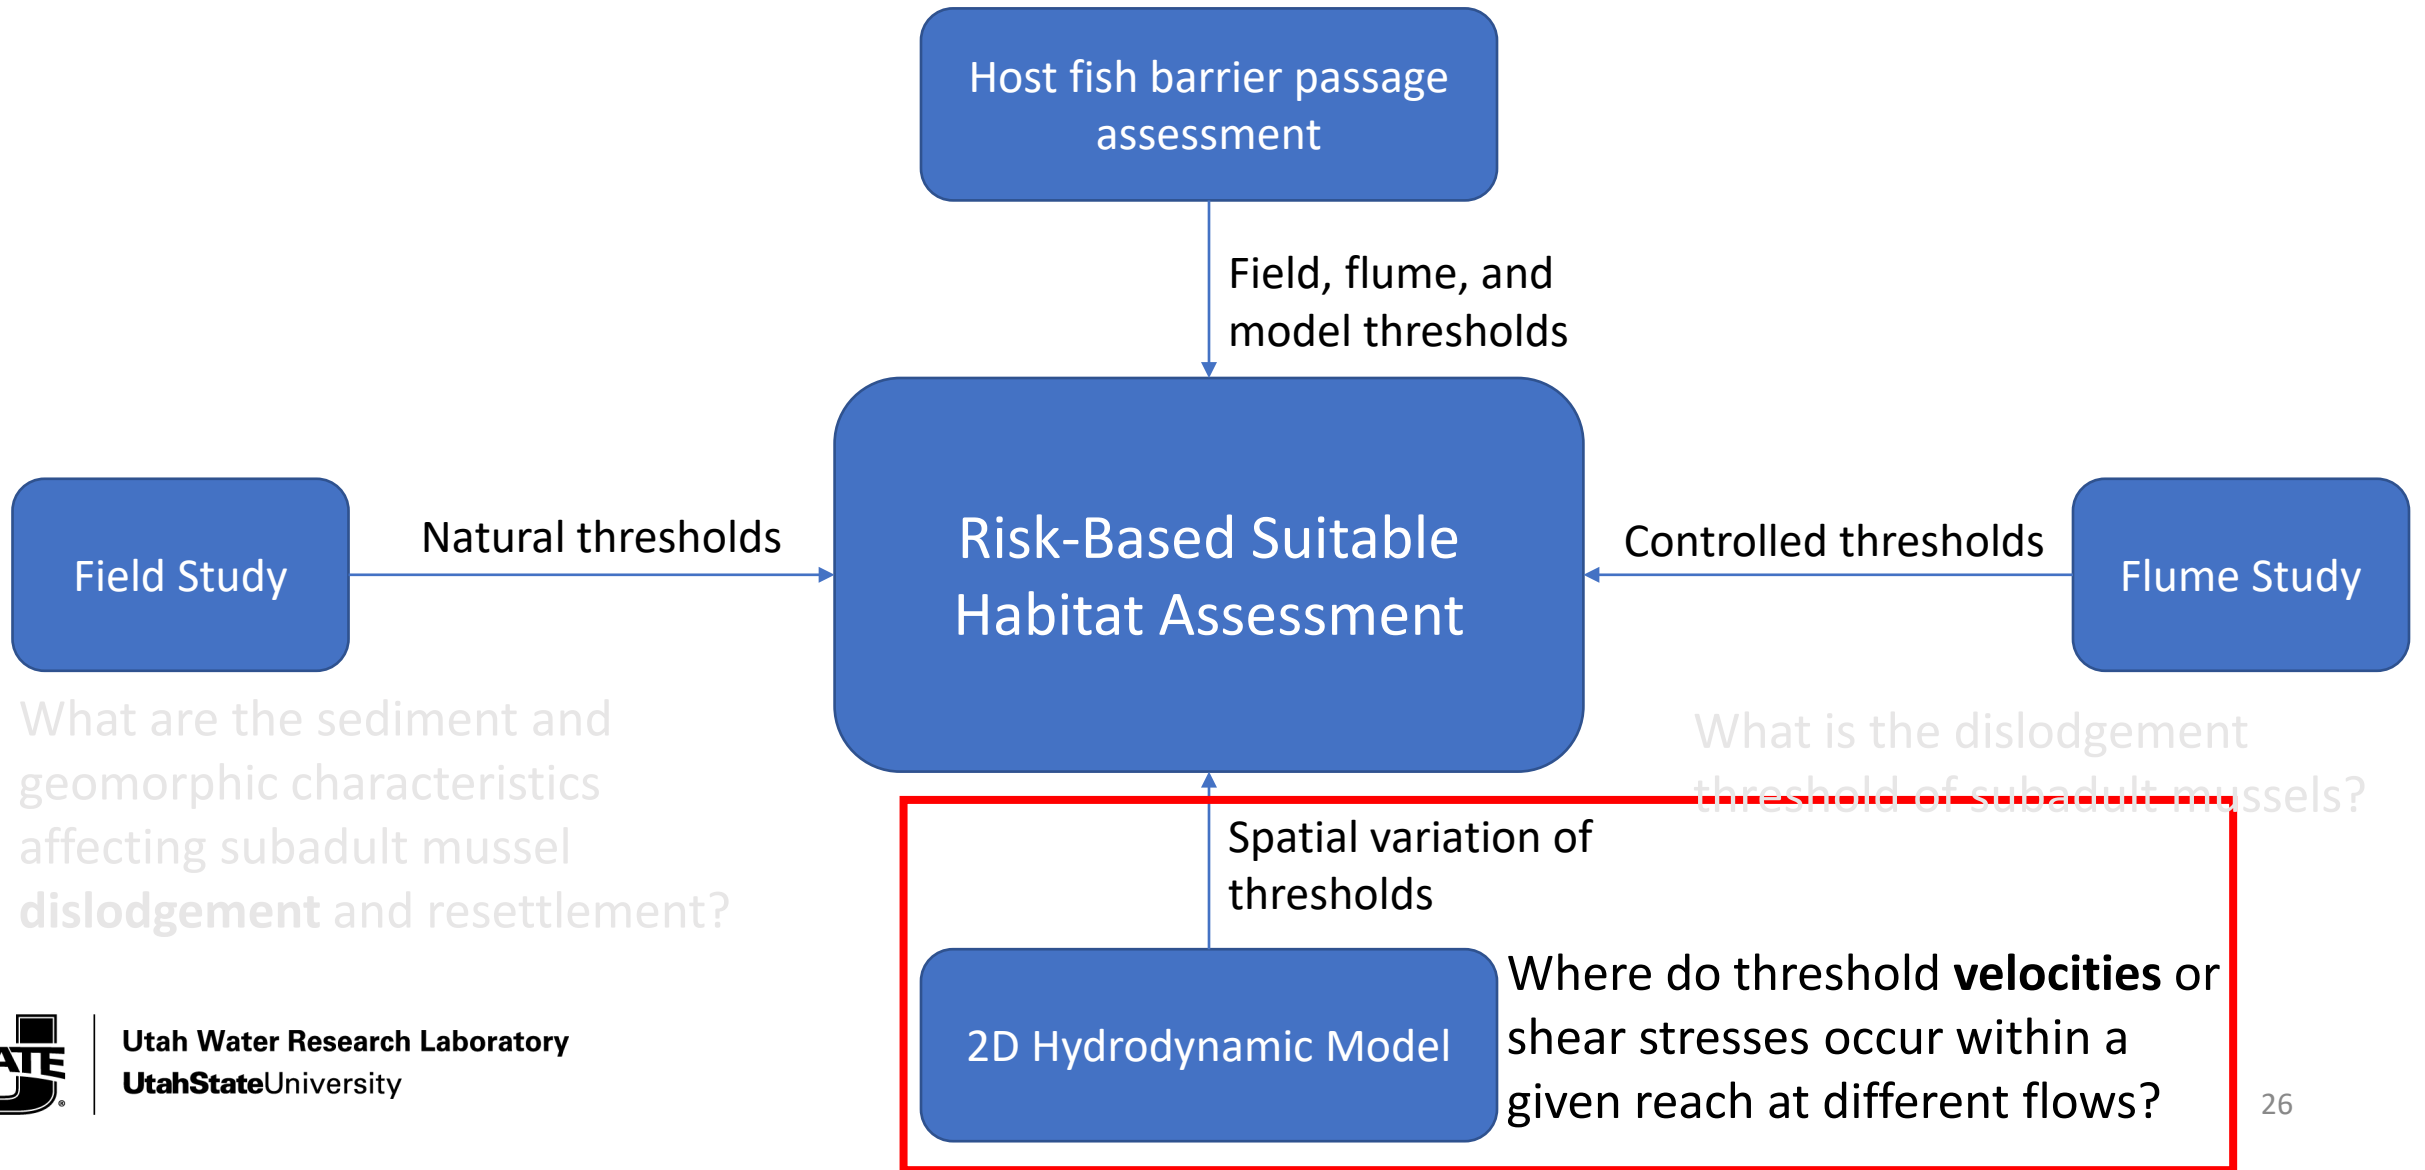 Host fish barrier passage
assessment
Field, flume, and
model thresholds
Field Study
Natural thresholds
Risk-Based Suitable
Habitat Assessment
Controlled thresholds
Flume Study
What are the sediment and
geomorphic characteristics
affecting subadult mussel
dislodgement and resettlement?
What is the dislodgement
threshold of subadult mussels?
Spatial variation of
thresholds
2D Hydrodynamic Model
Where do threshold velocities or
shear stresses occur within a
given reach at different flows?
Utah Water Research Laboratory
UtahStateUniversity
26